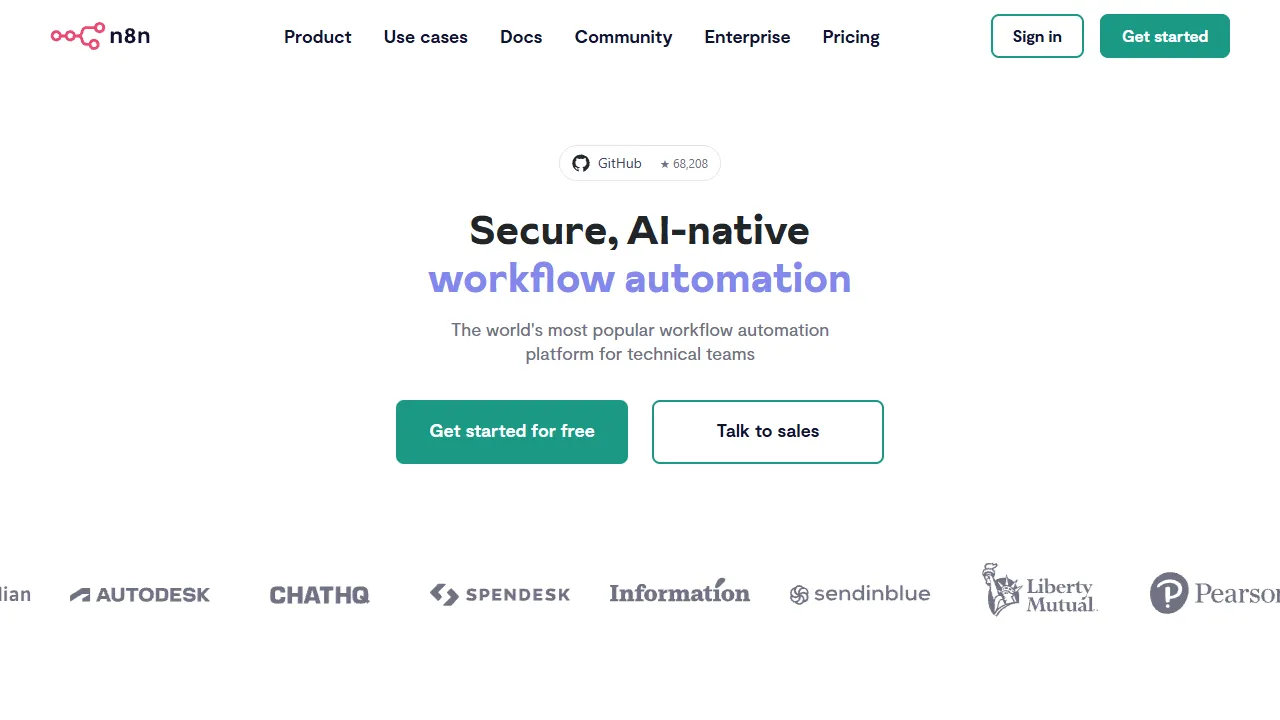 n8n
Product Use cases Docs Community Enterprise Pricing
Sign in Get started
GitHub ★ 68,208
Secure, AI-native
workflow automation
The world's most popular workflow automation
platform for technical teams
Get started for free Talk to sales
lian AUTODESK CHATHQ SPENDESK Information sendinblue Liberty Mutual. Pearson